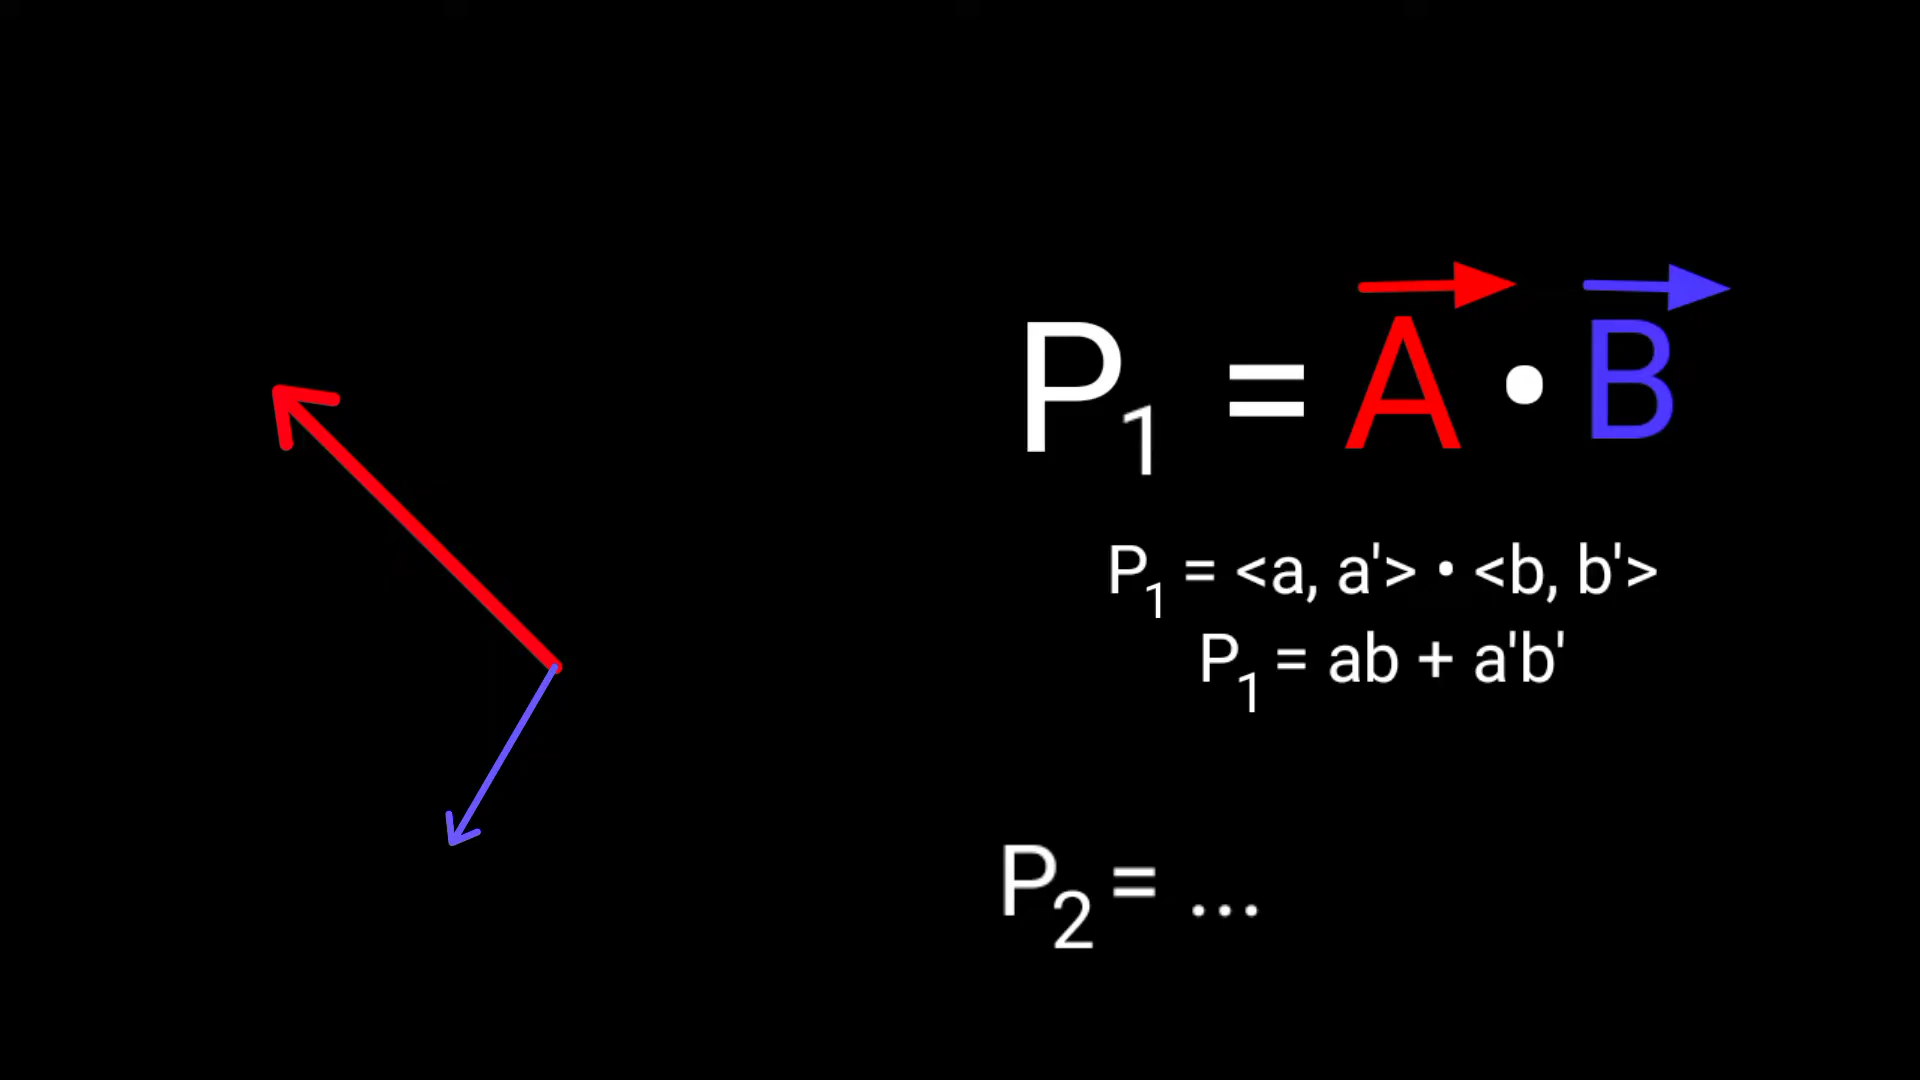 P₁ = A • B
P₁ = <a, a'> • <b, b'>
P₁ = ab + a'b'
P₂ = ...